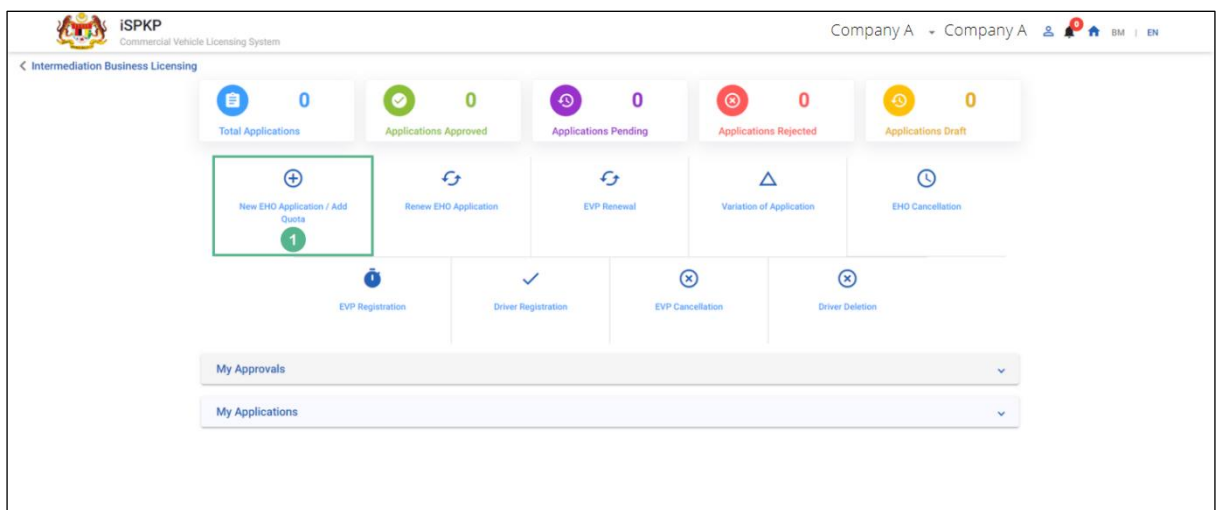 iSPKP
Commercial Vehicle Licensing System
Company A Company A 0 BM | EN
Intermediation Business Licensing
0 0 0 0 0
Total Applications Applications Approved Applications Pending Applications Rejected Applications Draft
New EHO Application / Add Quota
1
Renew EHO Application
EVP Renewal
Variation of Application
EHO Cancellation
EVP Registration
Driver Registration
EVP Cancellation
Driver Deletion
My Approvals
My Applications